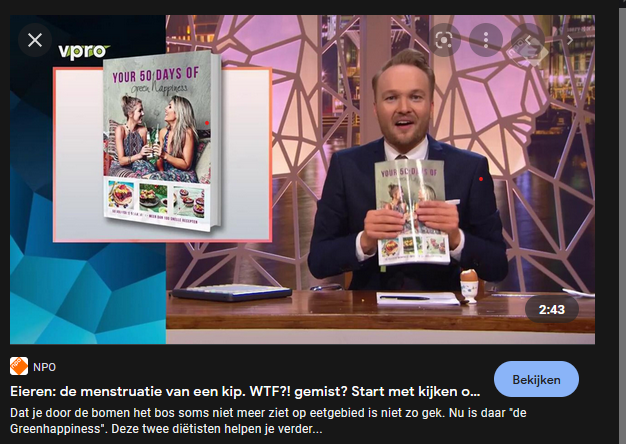 vpro
YOUR 50 DAYS OF
green happiness
YOUR 50 DAYS OF
2:43
NPO
Eieren: de menstruatie van een kip. WTF?! gemist? Start met kijken o...
Bekijken
Dat je door de bomen het bos soms niet meer ziet op eetgebied is niet zo gek. Nu is daar "de
Greenhappiness". Deze twee diëtisten helpen je verder...